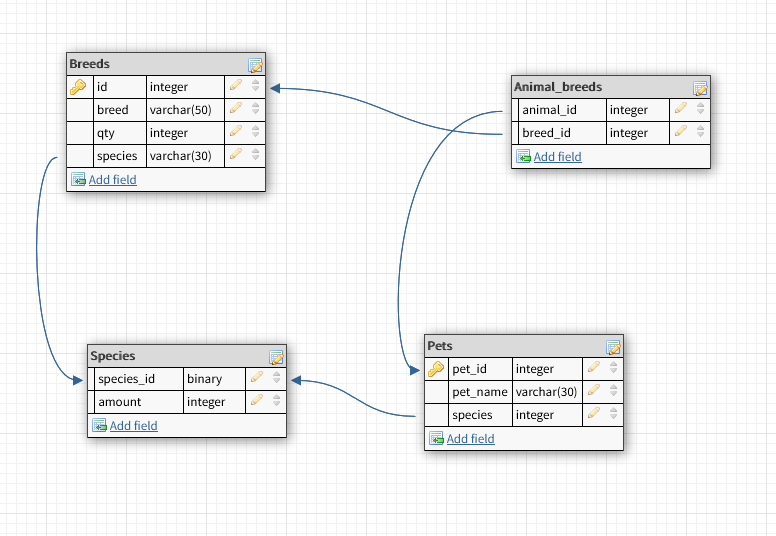 Breeds
id integer
breed varchar(50)
qty integer
species varchar(30)
Add field
Animal_breeds
animal_id integer
breed_id integer
Add field
Species
species_id binary
amount integer
Add field
Pets
pet_id integer
pet_name varchar(30)
species integer
Add field